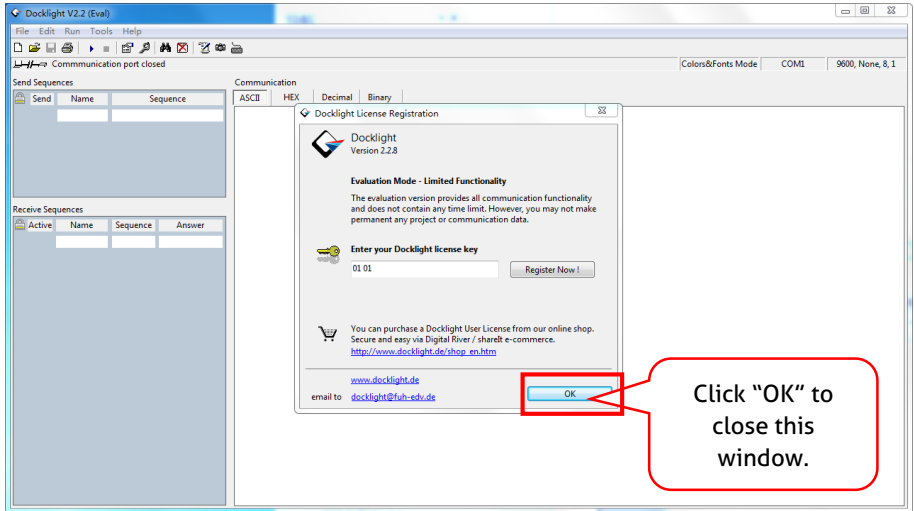 Docklight V2.2 (Eval)
File Edit Run Tools Help
Commmunication port closed
Colors&Fonts Mode COM1 9600, None, 8, 1
Send Sequences
Send Name Sequence
Communication
ASCII HEX Decimal Binary
Docklight License Registration
Docklight
Version 2.2.8
Evaluation Mode - Limited Functionality
The evaluation version provides all communication functionality
and does not contain any time limit. However, you may not make
permanent any project or communication data.
Receive Sequences
Active Name Sequence Answer
Enter your Docklight license key
01 01
Register Now !
You can purchase a Docklight User License from our online shop.
Secure and easy via Digital River / shareIt e-commerce.
http://www.docklight.de/shop_en.htm
www.docklight.de
email to docklight@fuh-edv.de
OK
Click “OK” to
close this
window.